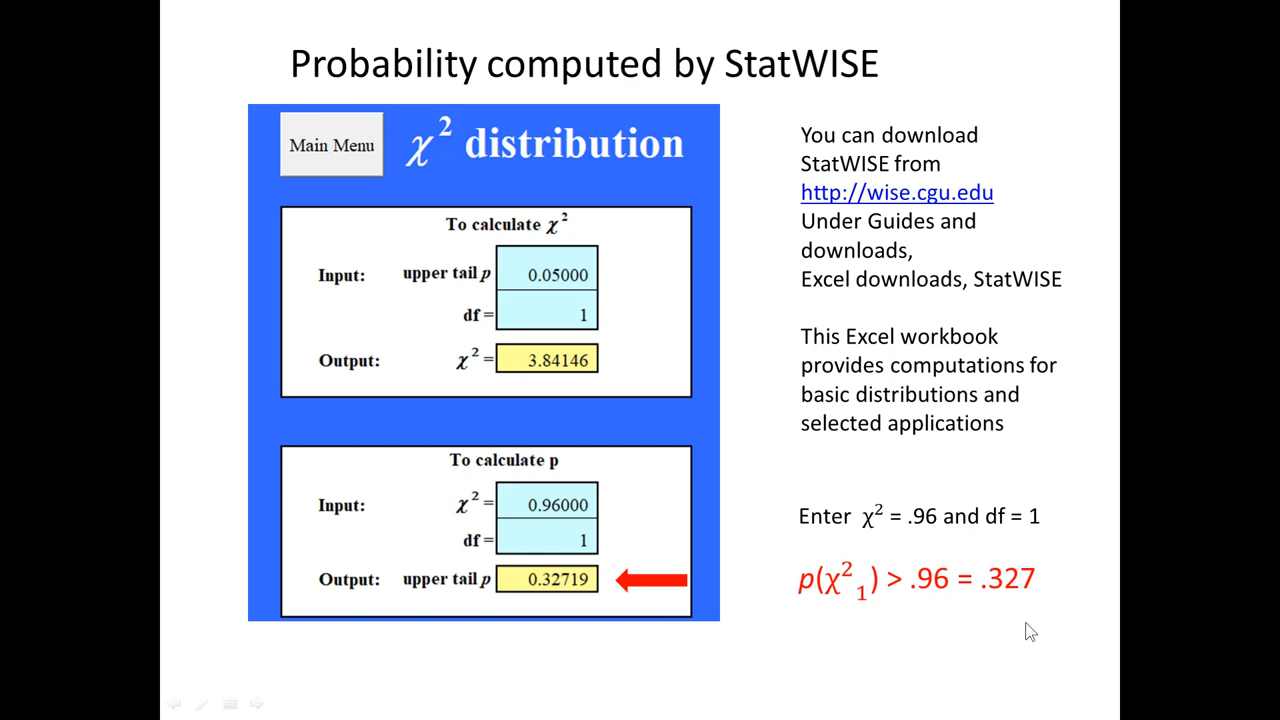 Probability computed by StatWISE
Main Menu
χ² distribution
To calculate χ²
Input: upper tail p 0.05000
df = 1
Output: χ² = 3.84146
To calculate p
Input: χ² = 0.96000
df = 1
Output: upper tail p 0.32719
You can download
StatWISE from
http://wise.cgu.edu
Under Guides and
downloads,
Excel downloads, StatWISE
This Excel workbook
provides computations for
basic distributions and
selected applications
Enter χ² = .96 and df = 1
p(χ²₁) > .96 = .327